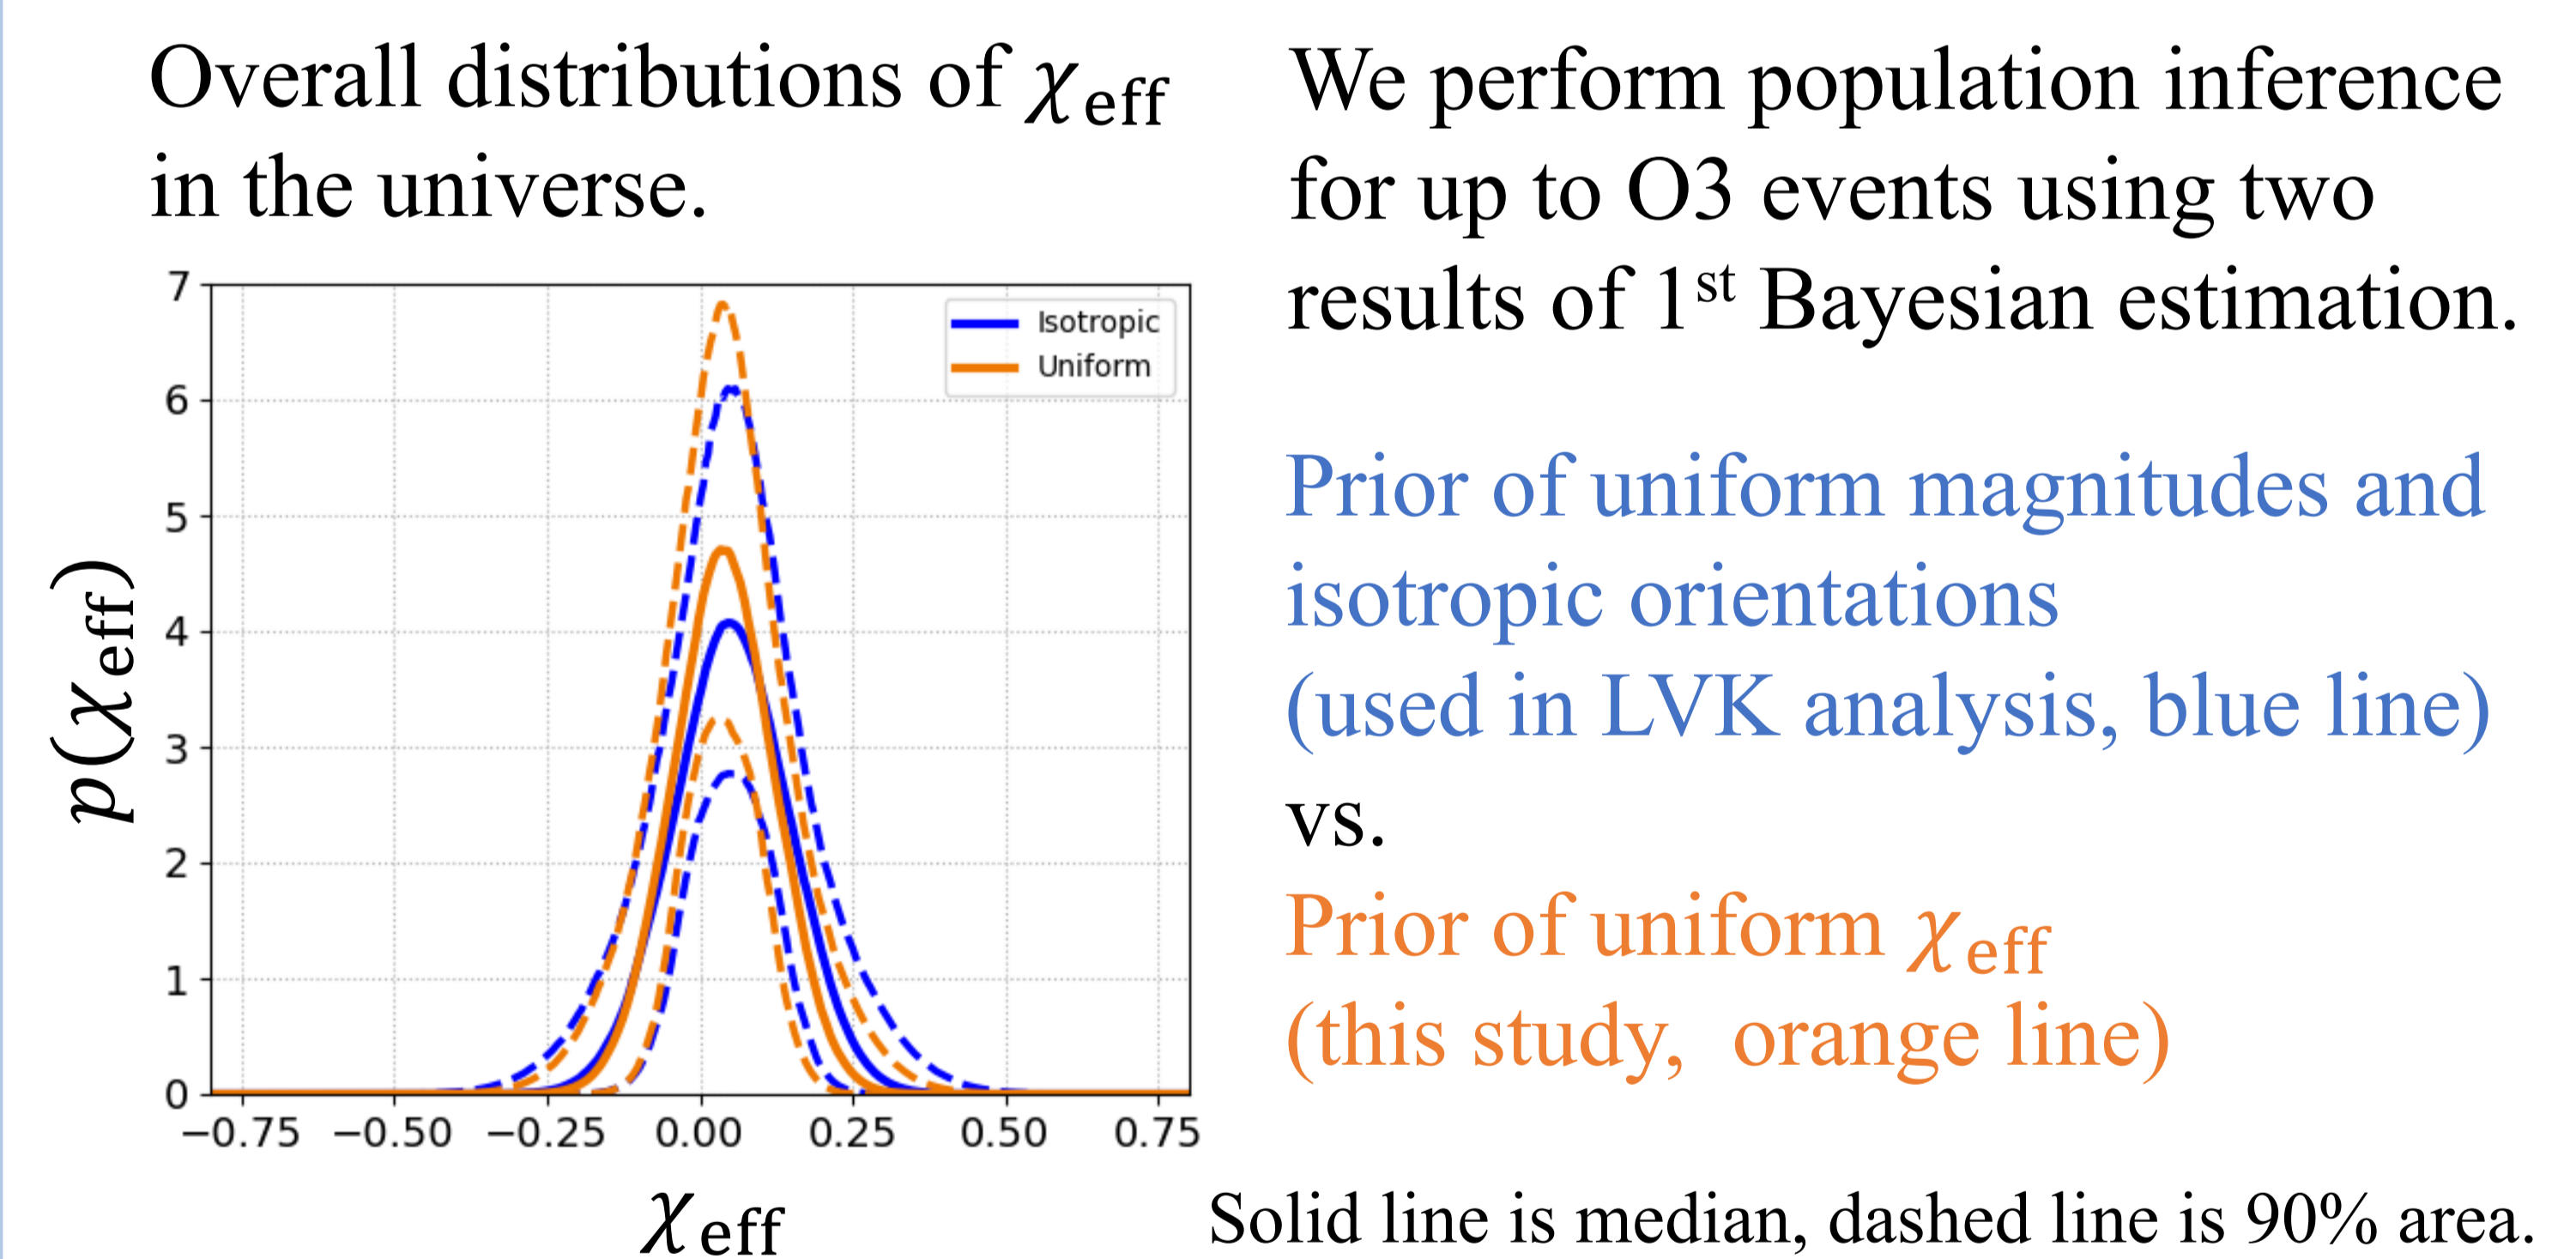 Overall distributions of χeff
in the universe.
7
6
5
4
3
2
1
0
p(χeff)
Isotropic
Uniform
−0.75 −0.50 −0.25 0.00 0.25 0.50 0.75
χeff
We perform population inference
for up to O3 events using two
results of 1st Bayesian estimation.
Prior of uniform magnitudes and
isotropic orientations
(used in LVK analysis, blue line)
vs.
Prior of uniform χeff
(this study, orange line)
Solid line is median, dashed line is 90% area.